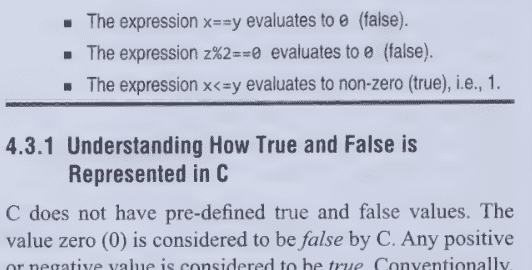 ▪ The expression x==y evaluates to 0 (false).
▪ The expression z%2==0 evaluates to 0 (false).
▪ The expression x<=y evaluates to non-zero (true), i.e., 1.
4.3.1 Understanding How True and False is
Represented in C
C does not have pre-defined true and false values. The
value zero (0) is considered to be false by C. Any positive
or negative value is considered to be true. Conventionally,